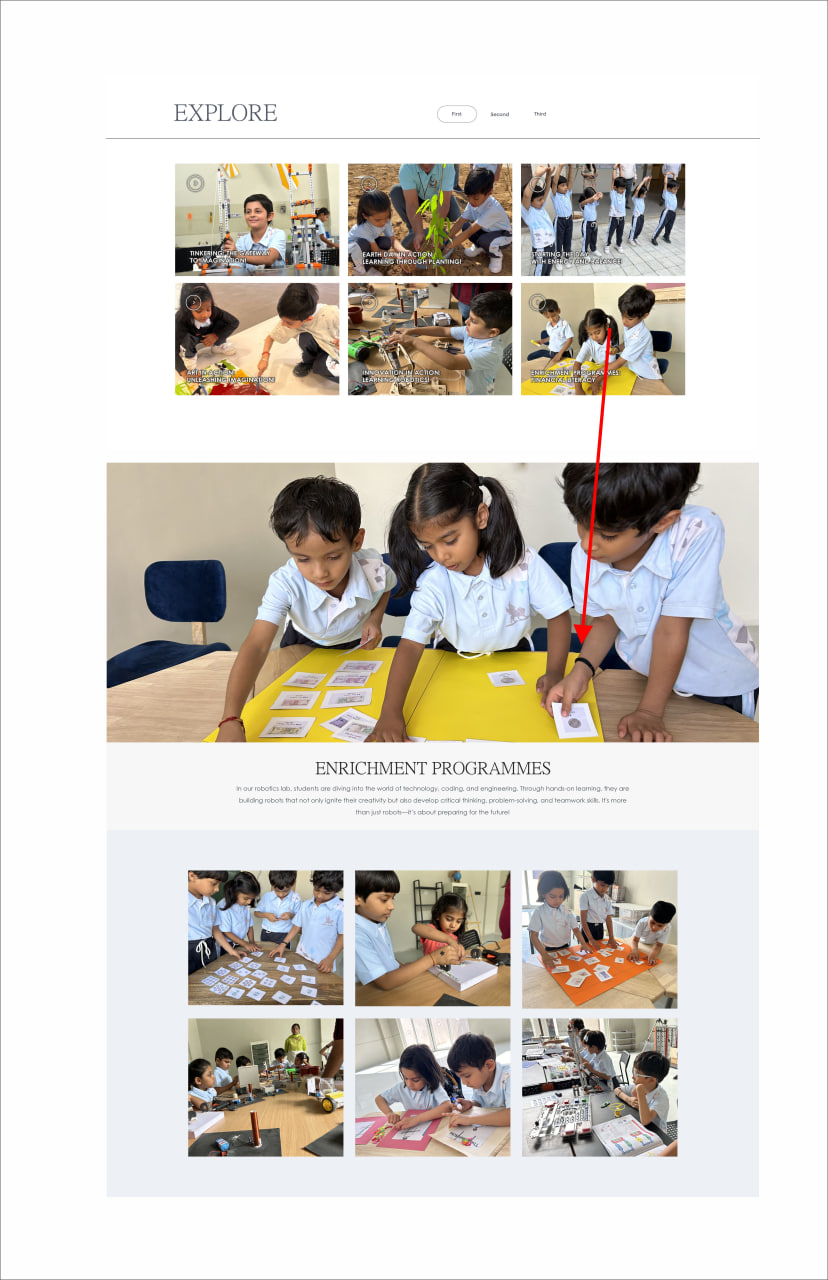 EXPLORE
First Second Third
TINKERING: THE GATEWAY
TO IMAGINATION!
EARTH DAY IN ACTION
LEARNING THROUGH PLANTING!
STARTING THE DAY
WITH ENERGY AND BALANCE!
ART IN ACTION
UNLEASHING IMAGINATION!
INNOVATION IN ACTION
LEARNING ROBOTICS!
ENRICHMENT PROGRAMMES
FINANCIAL LITERACY
ENRICHMENT PROGRAMMES
In our robotics lab, students are diving into the world of technology, coding, and engineering. Through hands-on learning, they are
building robots that not only ignite their creativity but also develop critical thinking, problem-solving, and teamwork skills. It's more
than just robots—it's about preparing for the future!